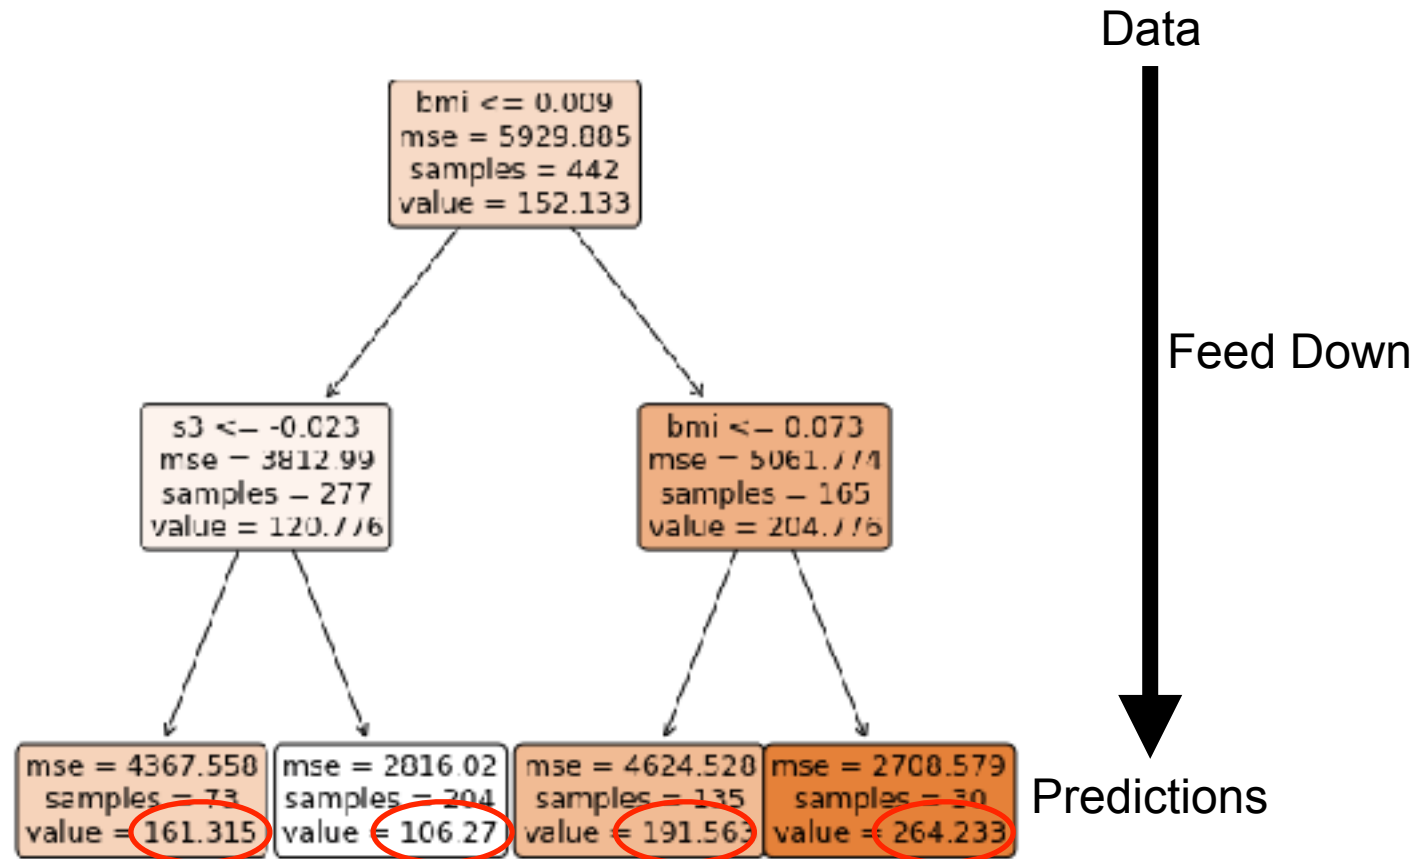 Data
bmi <= 0.009
mse = 5929.885
samples = 442
value = 152.133
Feed Down
s3 <= -0.023
mse = 3812.99
samples = 277
value = 120.776
bmi <= 0.073
mse = 5061.774
samples = 165
value = 204.776
mse = 4367.558
samples = 73
value = 161.315
mse = 2816.02
samples = 204
value = 106.27
mse = 4624.528
samples = 135
value = 191.563
mse = 2708.579
samples = 30
value = 264.233
Predictions